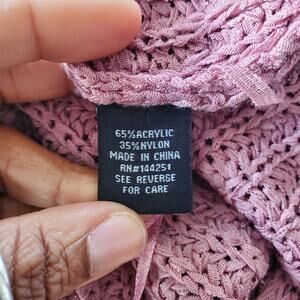 65%ACRYLIC
35%NYLON
MADE IN CHINA
RN#144251
SEE REVERSE
FOR CARE